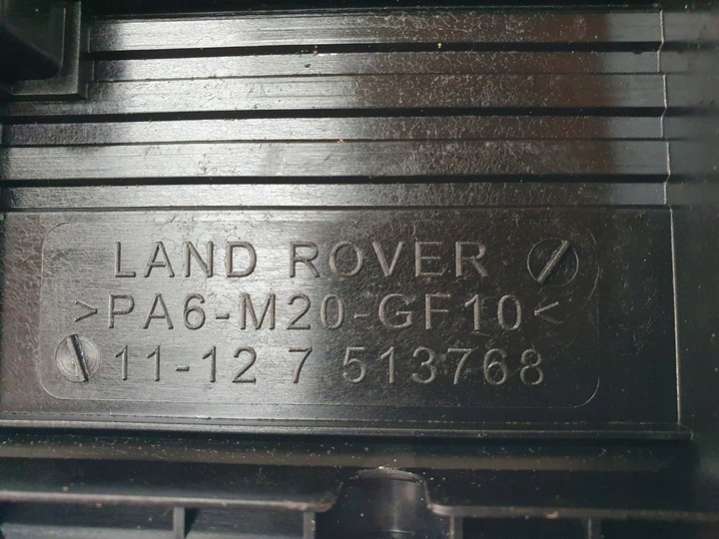 LAND ROVER
>PA6-M20-GF10<
11-12 7 513768